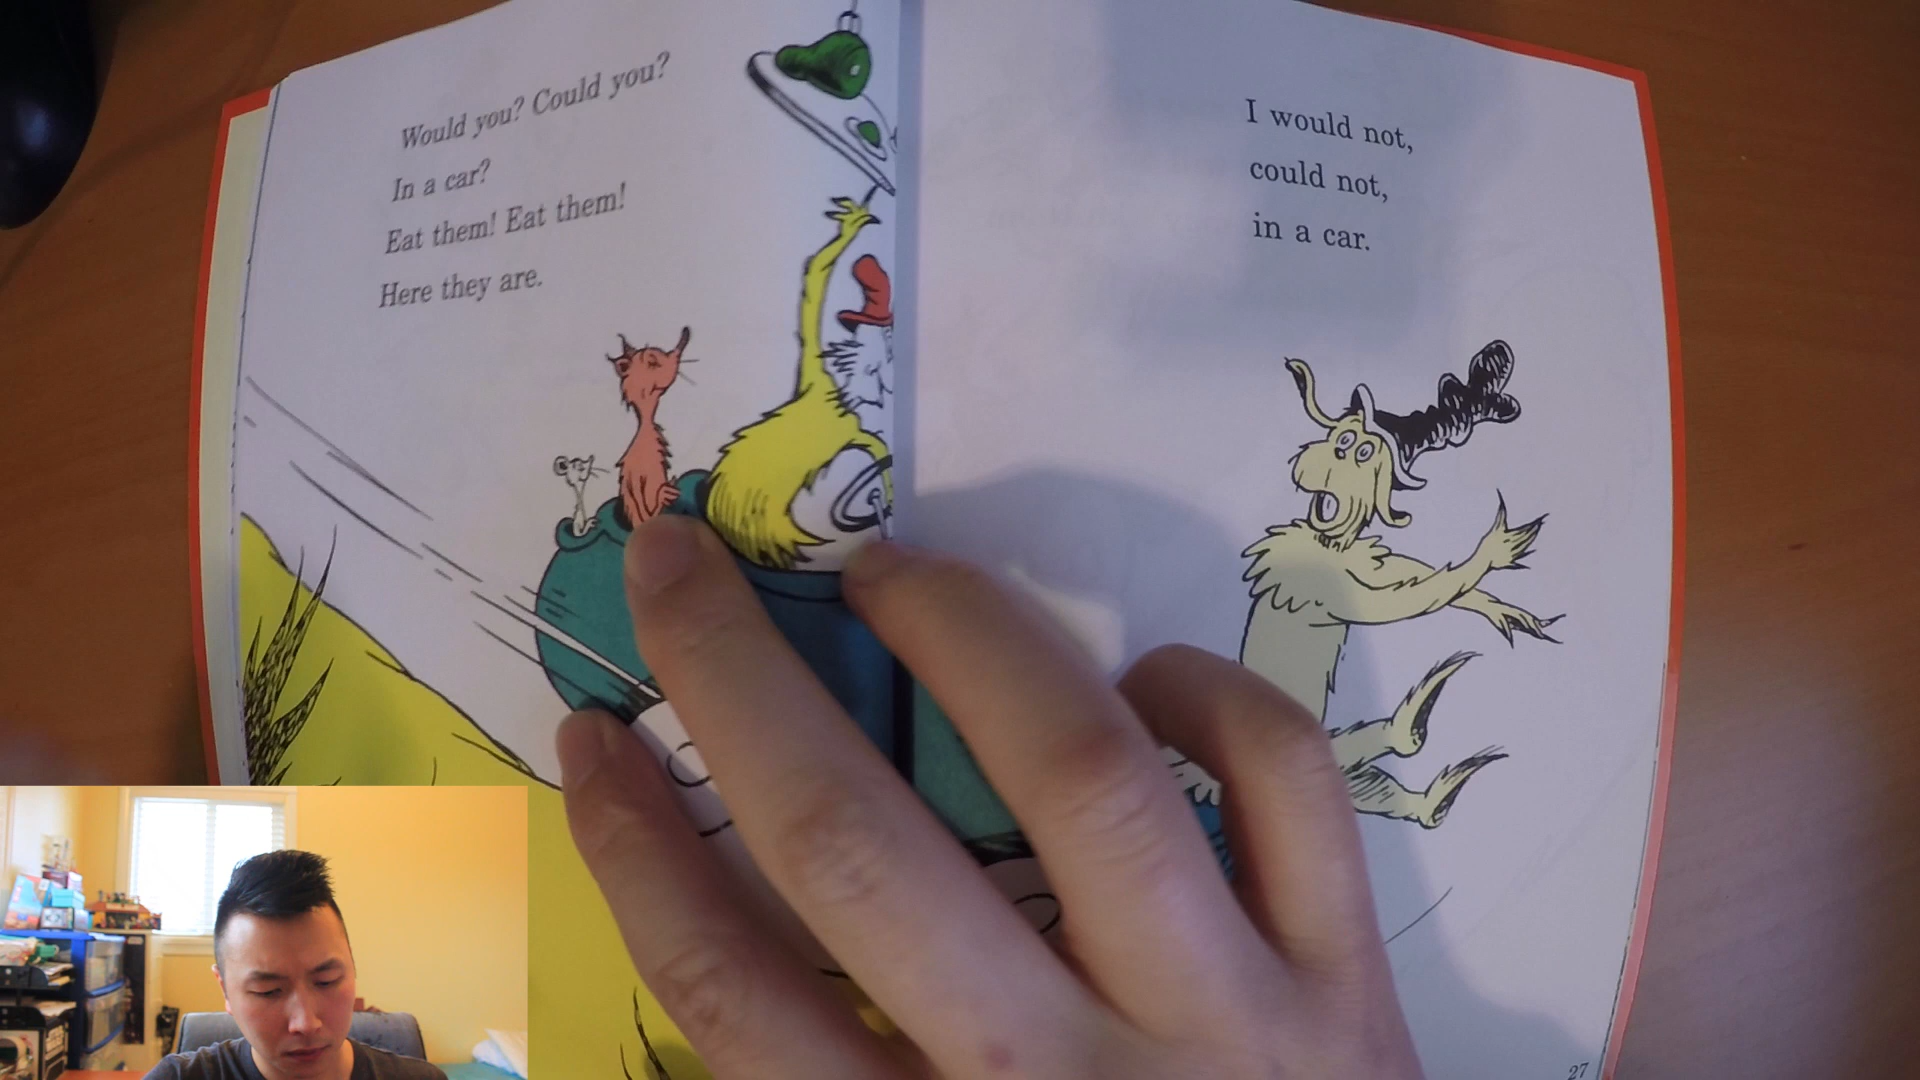 Would you? Could you?
In a car?
Eat them! Eat them!
Here they are.
I would not,
could not,
in a car.
27